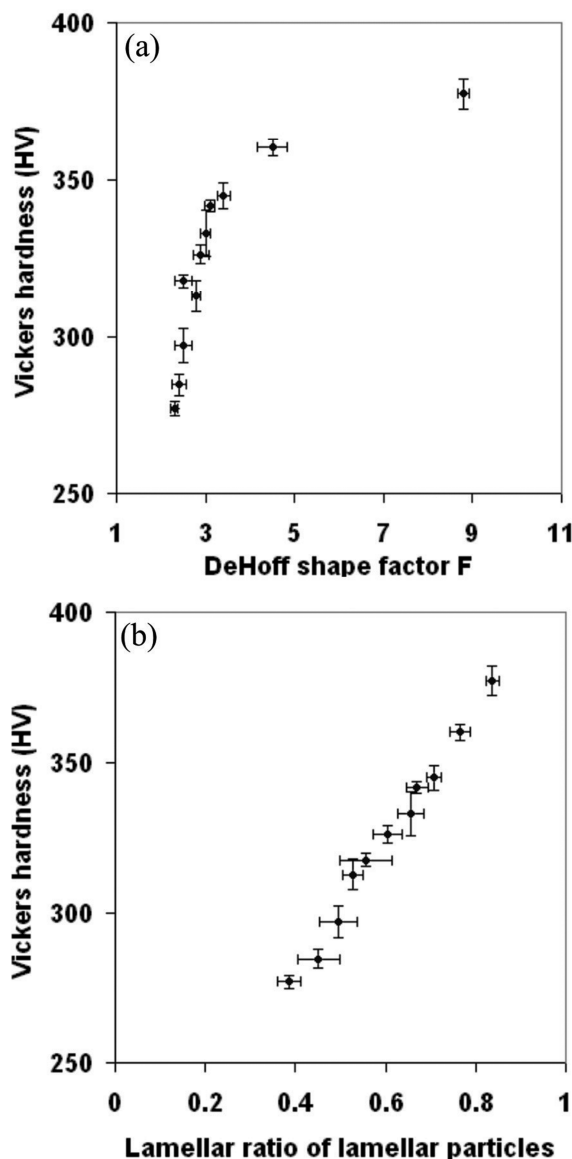 (a)
Vickers hardness (HV)
400
350
300
250
1 3 5 7 9 11
DeHoff shape factor F
(b)
Vickers hardness (HV)
400
350
300
250
0 0.2 0.4 0.6 0.8 1
Lamellar ratio of lamellar particles